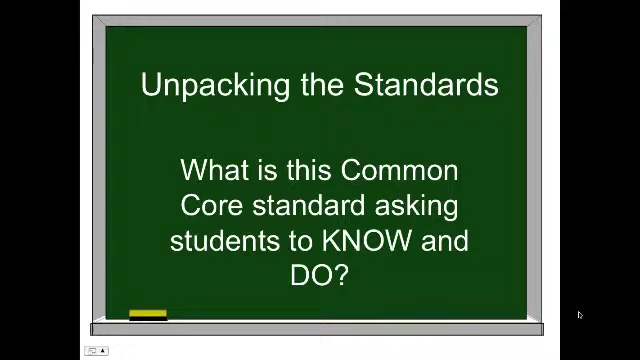 Unpacking the Standards
What is this Common
Core standard asking
students to KNOW and
DO?